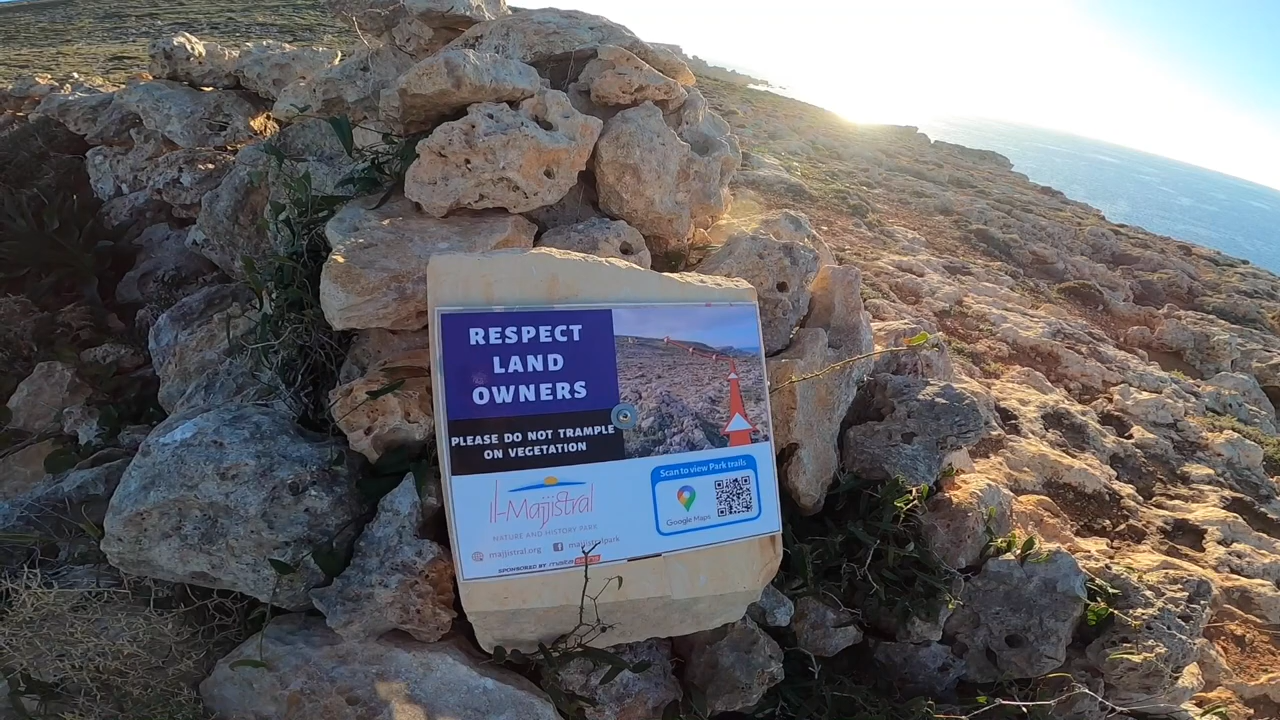 RESPECT
LAND
OWNERS
PLEASE DO NOT TRAMPLE
ON VEGETATION
Scan to view Park trails
Google Maps
Il-Majjistral
NATURE AND HISTORY PARK
majjistral.org majjistralpark
SPONSORED BY